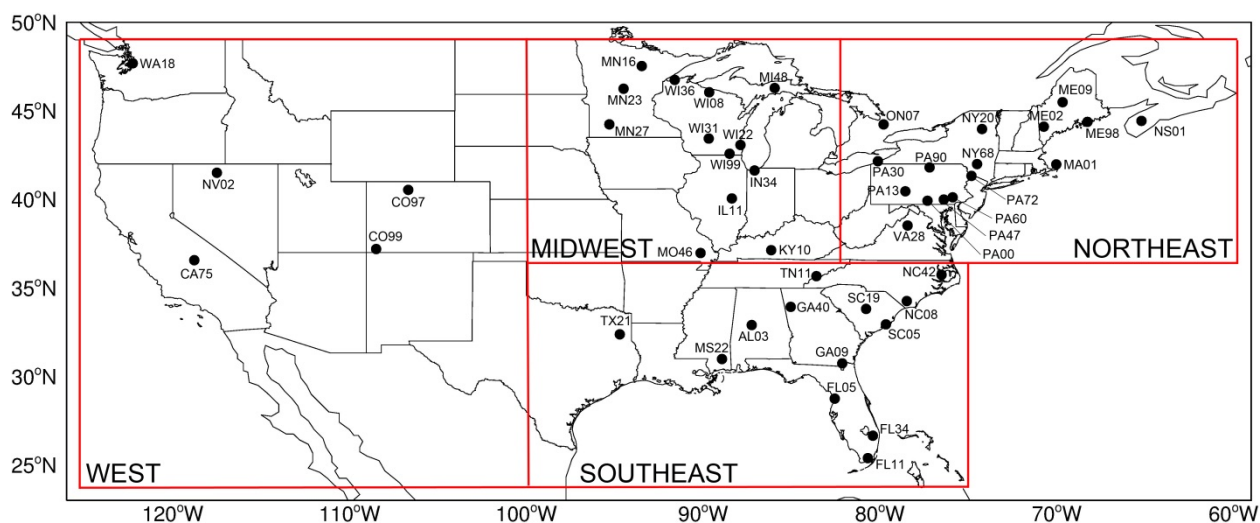 50°N
45°N
40°N
35°N
30°N
25°N
WA18
MN16
MI48
WI36
WI08
MN23
ME09
ON07
NY20
ME02
MN27
WI31
WI22
ME98
NS01
WI99
PA90
NY68
PA30
MA01
NV02
IN34
PA13
PA72
CO97
IL11
PA60
VA28
PA47
CO99
MIDWEST
MO46
KY10
PA00
NORTHEAST
CA75
TN11
NC42
SC19
GA40
NC08
TX21
AL03
SC05
MS22
GA09
FL05
FL34
WEST
SOUTHEAST
FL11
120°W
110°W
100°W
90°W
80°W
70°W
60°W